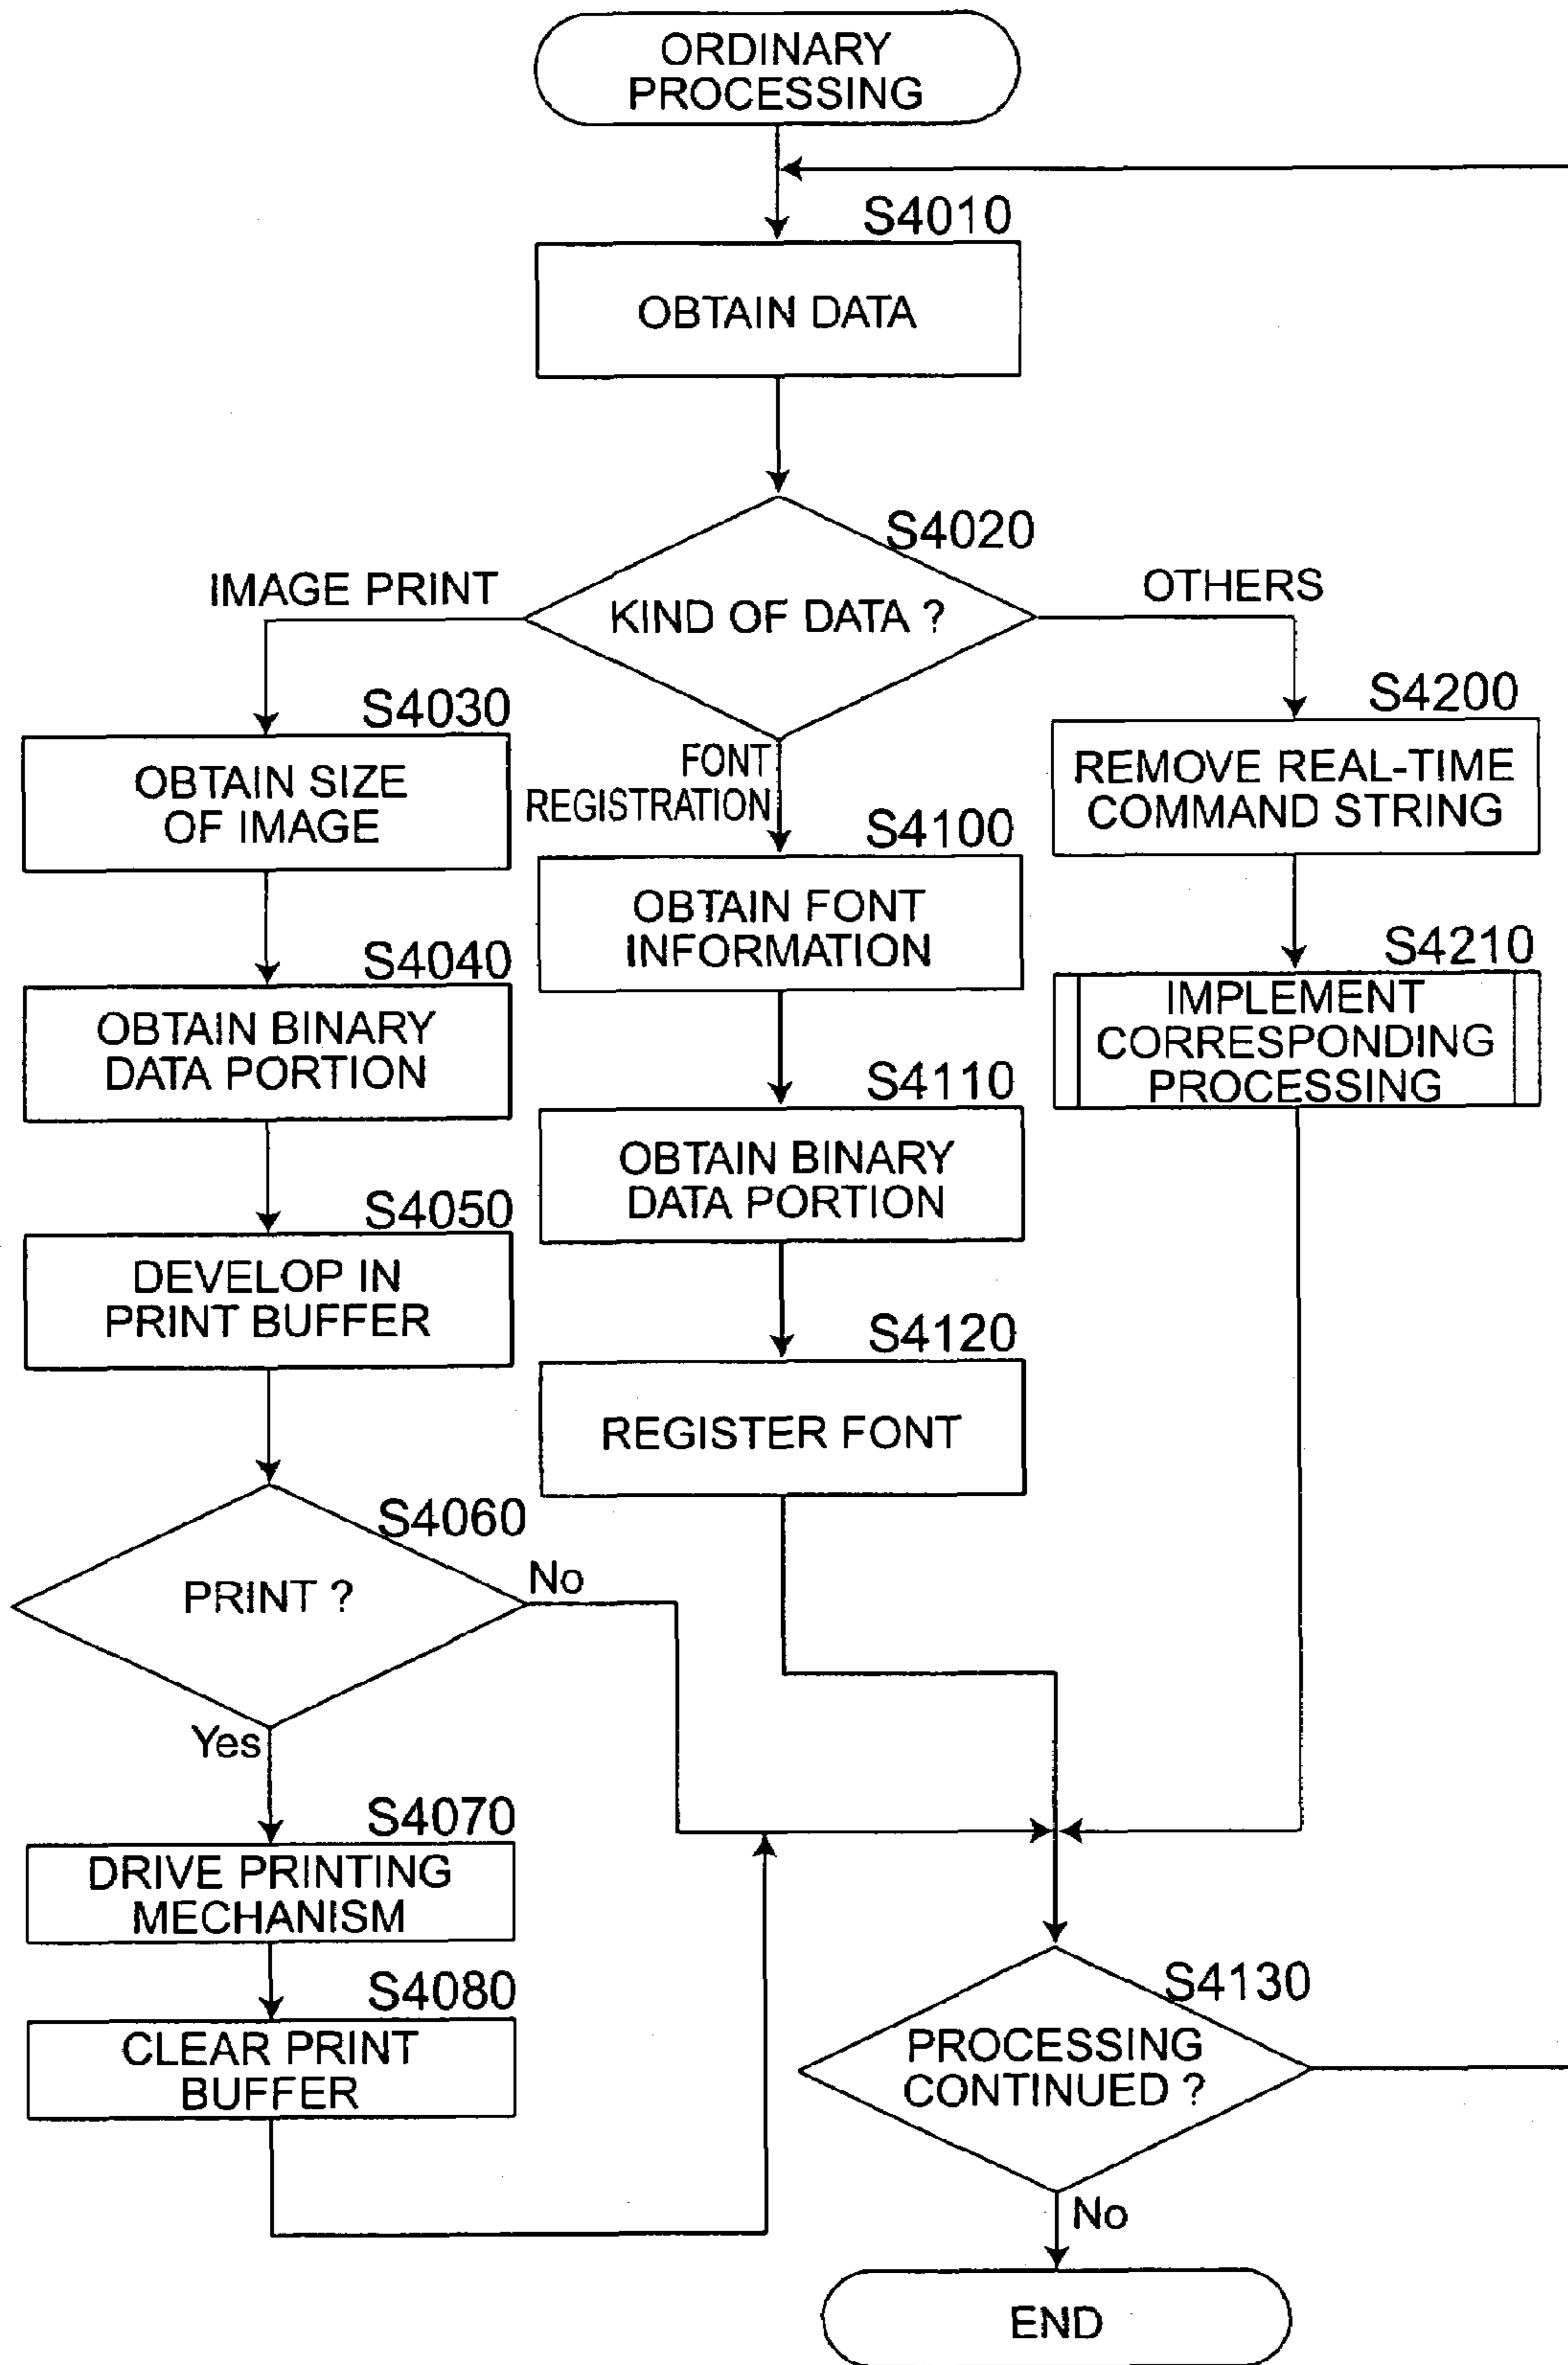 ORDINARY
PROCESSING
S4010
OBTAIN DATA
S4020
KIND OF DATA ?
IMAGE PRINT
OTHERS
FONT
REGISTRATION
S4030
OBTAIN SIZE
OF IMAGE
S4040
OBTAIN BINARY
DATA PORTION
S4050
DEVELOP IN
PRINT BUFFER
S4060
PRINT ?
No
Yes
S4070
DRIVE PRINTING
MECHANISM
S4080
CLEAR PRINT
BUFFER
S4100
OBTAIN FONT
INFORMATION
S4110
OBTAIN BINARY
DATA PORTION
S4120
REGISTER FONT
S4200
REMOVE REAL-TIME
COMMAND STRING
S4210
IMPLEMENT
CORRESPONDING
PROCESSING
S4130
PROCESSING
CONTINUED ?
No
END